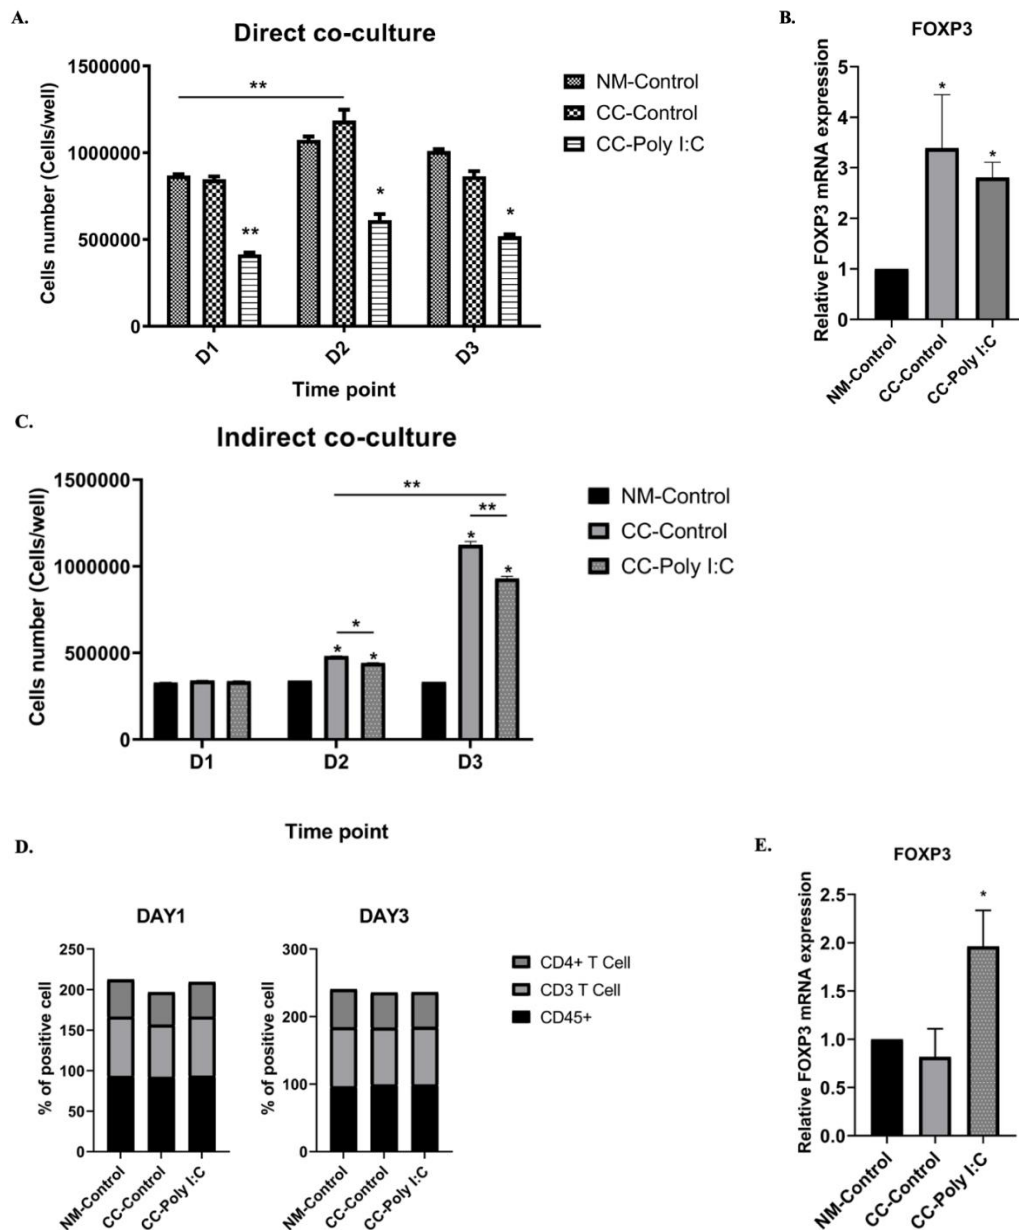 A.
Direct co-culture
Cells number (Cells/well)
1500000
1000000
500000
0
**
**
*
*
D1
D2
D3
Time point
NM-Control
CC-Control
CC-Poly I:C
B.
FOXP3
Relative FOXP3 mRNA expression
5
4
3
2
1
0
*
*
NM-Control
CC-Control
CC-Poly I:C
C.
Indirect co-culture
Cells number (Cells/well)
1500000
1000000
500000
0
**
**
*
*
*
*
*
D1
D2
D3
Time point
NM-Control
CC-Control
CC-Poly I:C
D.
DAY1
% of positive cell
250
200
150
100
50
0
NM-Control
CC-Control
CC-Poly I:C
DAY3
% of positive cell
300
200
100
0
NM-Control
CC-Control
CC-Poly I:C
CD4+ T Cell
CD3 T Cell
CD45+
E.
FOXP3
Relative FOXP3 mRNA expression
2.5
2.0
1.5
1.0
0.5
0.0
*
NM-Control
CC-Control
CC-Poly I:C